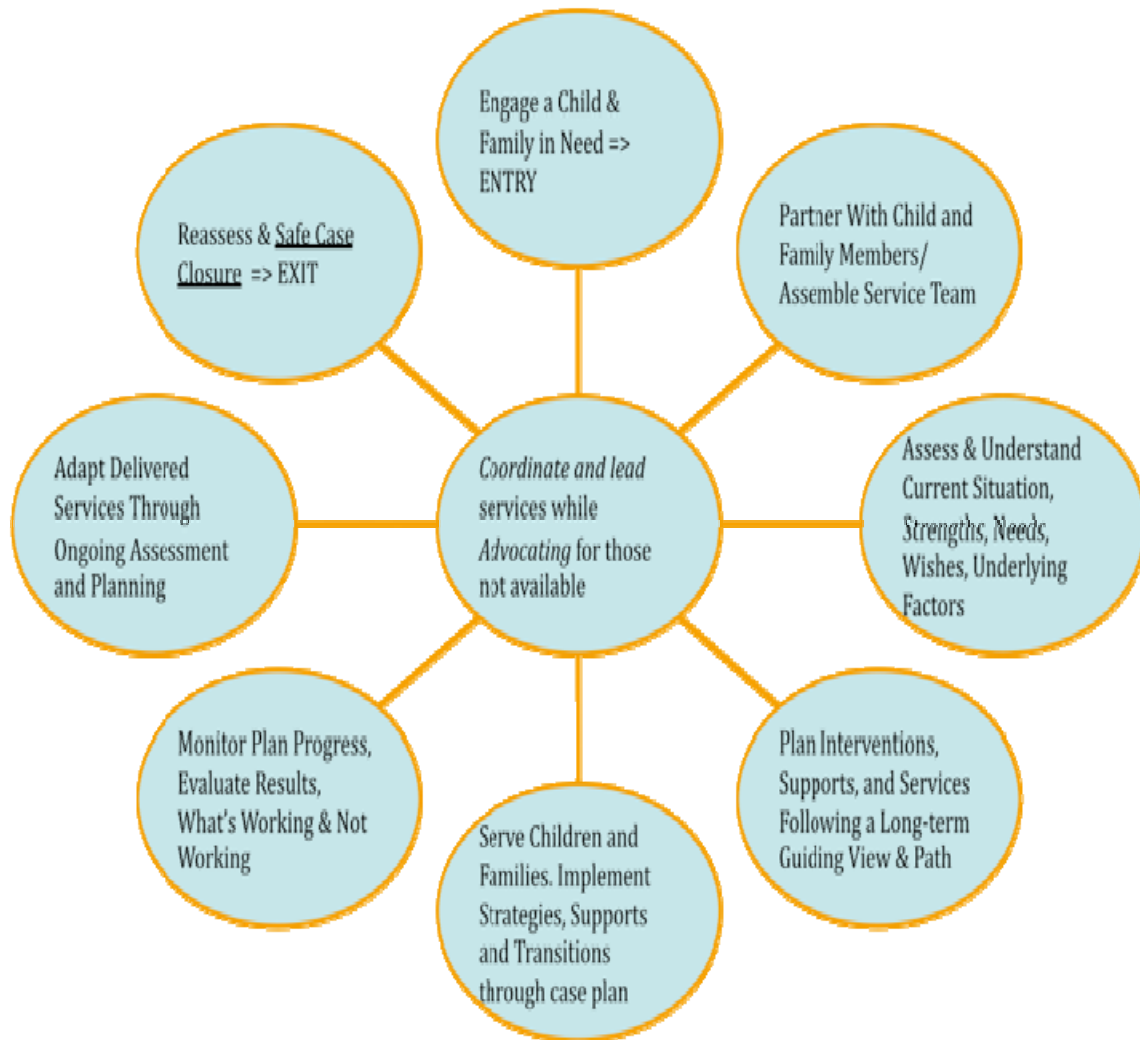 Engage a Child &
Family in Need =>
ENTRY
Partner With Child and
Family Members/
Assemble Service Team
Assess & Understand
Current Situation,
Strengths, Needs,
Wishes, Underlying
Factors
Plan Interventions,
Supports, and Services
Following a Long-term
Guiding View & Path
Serve Children and
Families. Implement
Strategies, Supports
and Transitions
through case plan
Monitor Plan Progress,
Evaluate Results,
What's Working & Not
Working
Adapt Delivered
Services Through
Ongoing Assessment
and Planning
Reassess & Safe Case
Closure => EXIT
Coordinate and lead
services while
Advocating for those
not available